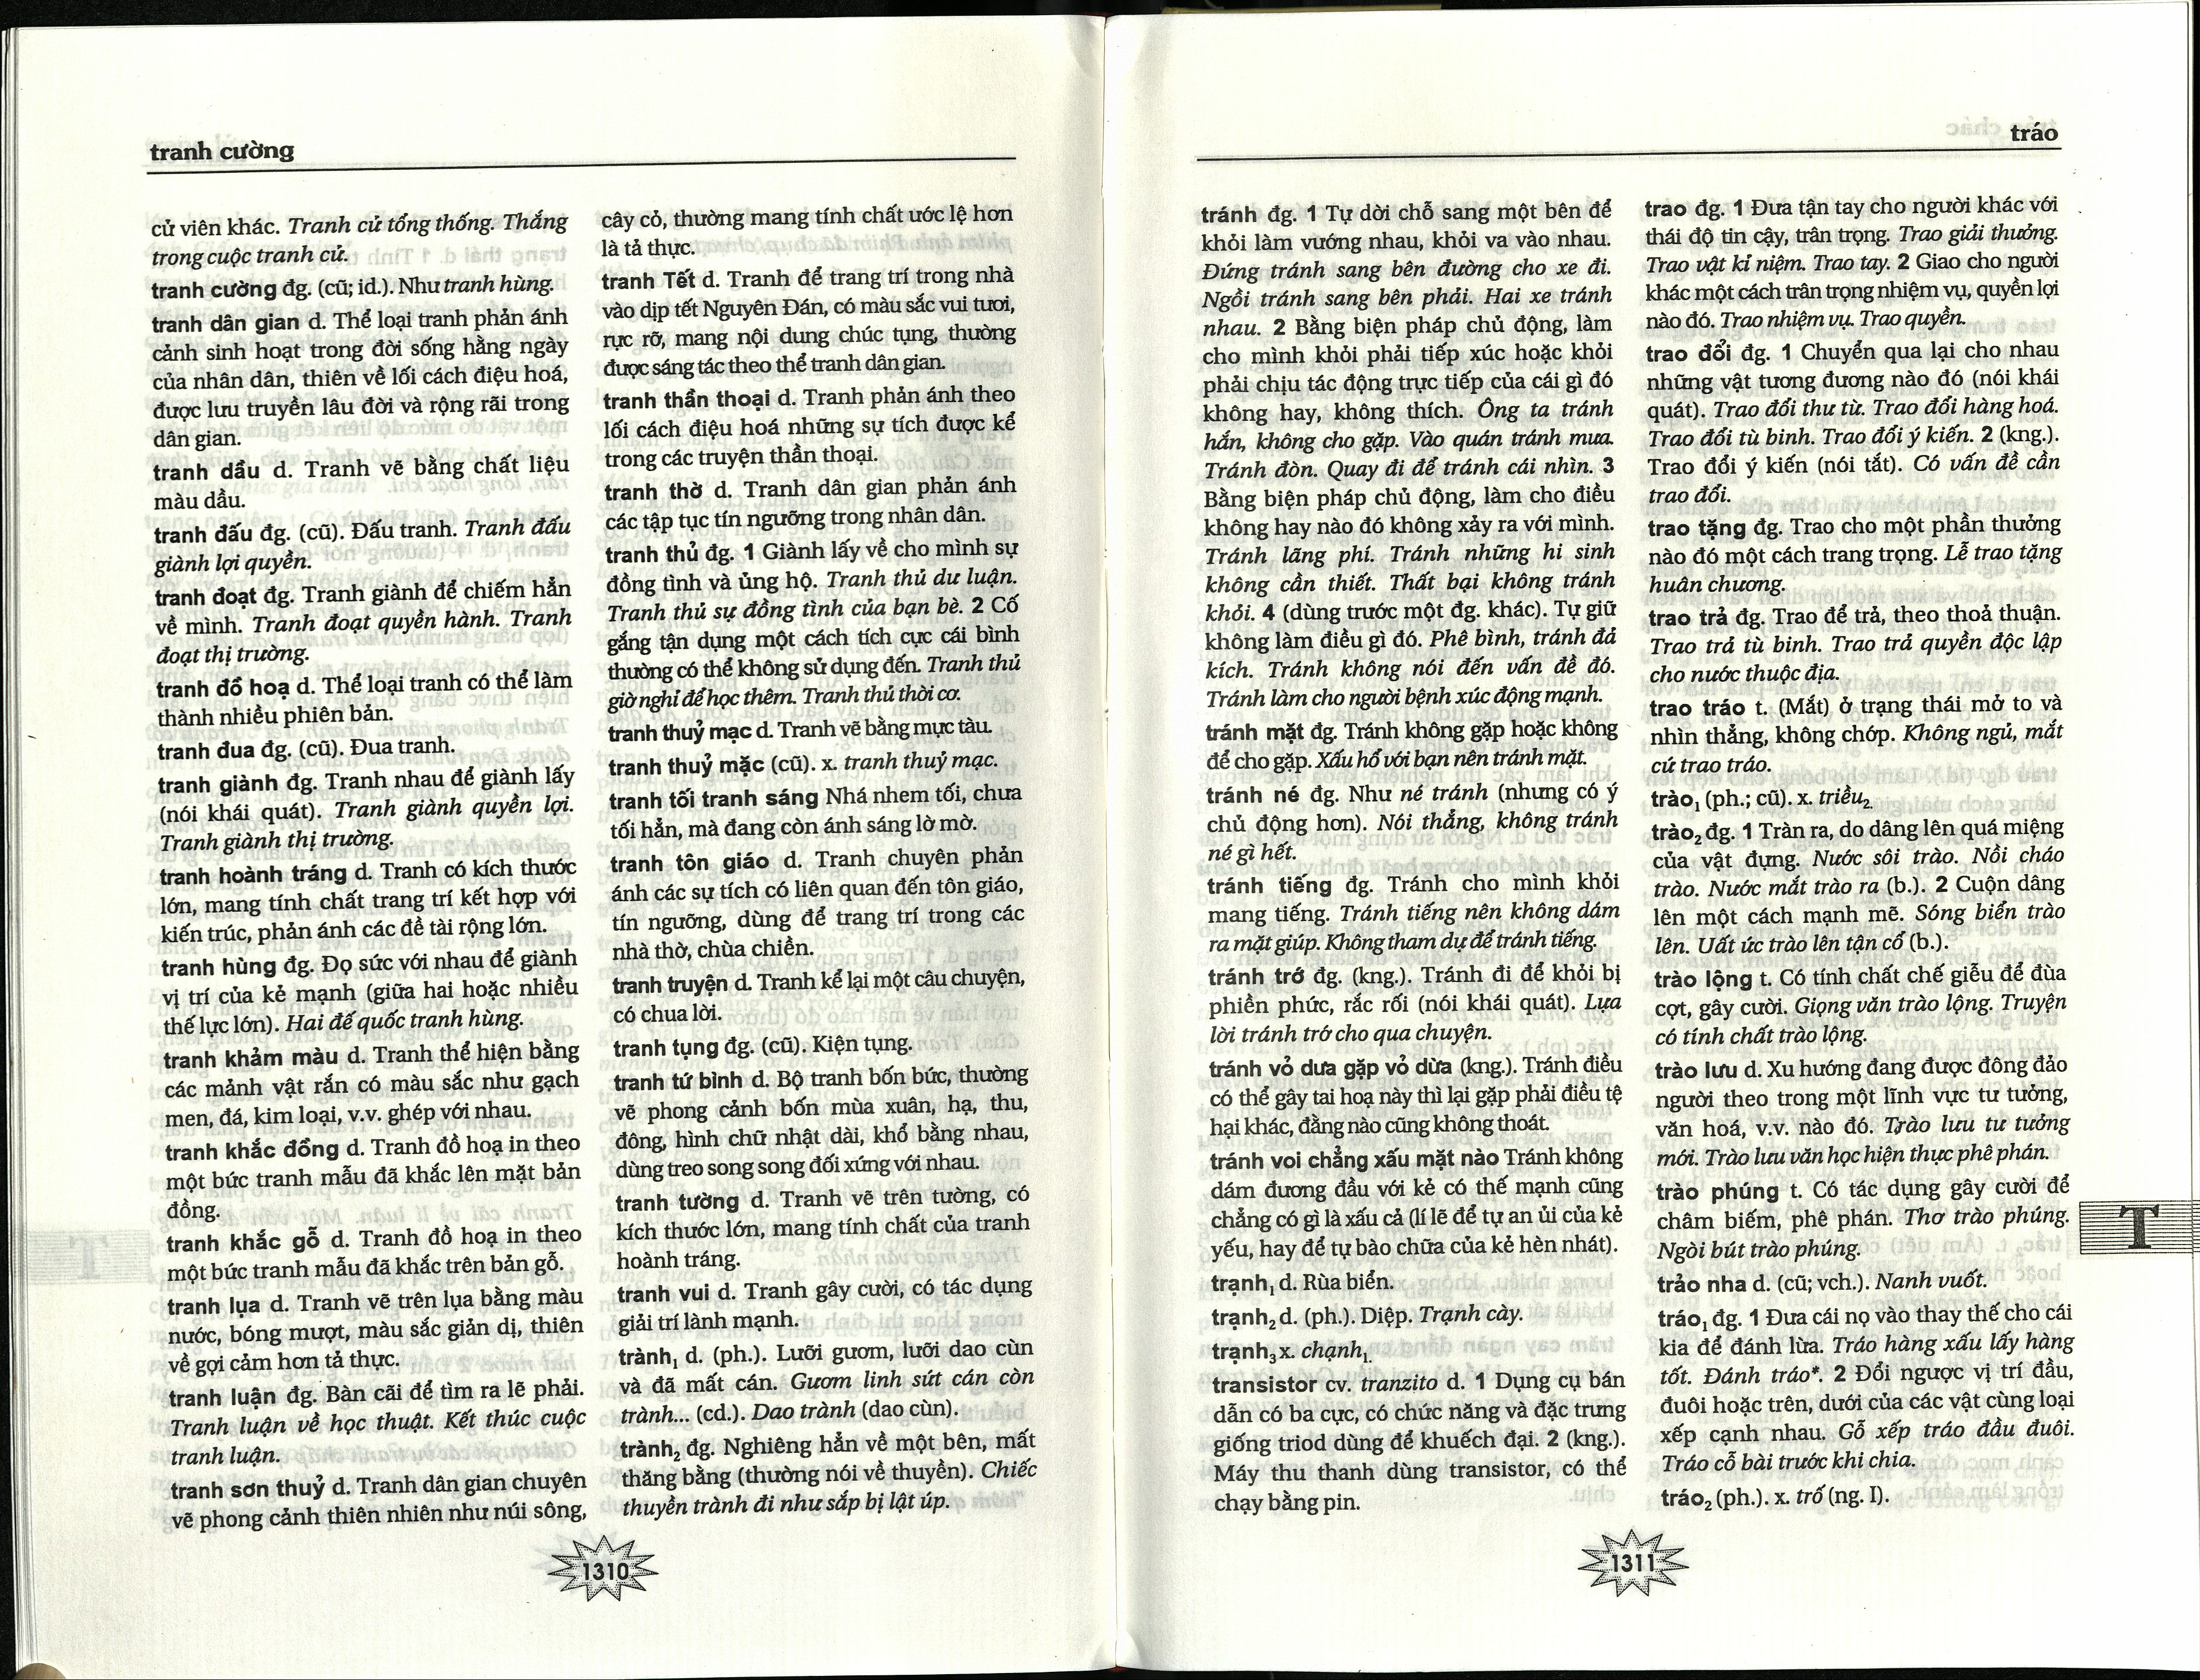 tranh cường
cử viên khác. Tranh cử tổng thống. Thắng
trong cuộc tranh cử.
tranh cường đg. (cũ; id.). Như tranh hùng.
tranh dân gian d. Thể loại tranh phản ánh
cảnh sinh hoạt trong đời sống hằng ngày
của nhân dân, thiên về lối cách điệu hoá,
được lưu truyền lâu đời và rộng rãi trong
dân gian.
tranh dầu d. Tranh vẽ bằng chất liệu
màu dầu.
tranh đấu đg. (cũ). Đấu tranh. Tranh đấu
giành lợi quyền.
tranh đoạt đg. Tranh giành để chiếm hẳn
về mình. Tranh đoạt quyền hành. Tranh
đoạt thị trường.
tranh đồ hoạ d. Thể loại tranh có thể làm
thành nhiều phiên bản.
tranh đua đg. (cũ). Đua tranh.
tranh giành đg. Tranh nhau để giành lấy
(nói khái quát). Tranh giành quyền lợi.
Tranh giành thị trường.
tranh hoành tráng d. Tranh có kích thước
lớn, mang tính chất trang trí kết hợp với
kiến trúc, phản ánh các đề tài rộng lớn.
tranh hùng đg. Đọ sức với nhau để giành
vị trí của kẻ mạnh (giữa hai hoặc nhiều
thế lực lớn). Hai đế quốc tranh hùng.
tranh khảm màu d. Tranh thể hiện bằng
các mảnh vật rắn có màu sắc như gạch
men, đá, kim loại, v.v. ghép với nhau.
tranh khắc đồng d. Tranh đồ hoạ in theo
một bức tranh mẫu đã khắc lên mặt bản
đồng.
tranh khắc gỗ d. Tranh đồ hoạ in theo
một bức tranh mẫu đã khắc trên bản gỗ.
tranh lụa d. Tranh vẽ trên lụa bằng màu
nước, bóng mượt, màu sắc giản dị, thiên
về gợi cảm hơn tả thực.
tranh luận đg. Bàn cãi để tìm ra lẽ phải.
Tranh luận về học thuật. Kết thúc cuộc
tranh luận.
tranh sơn thuỷ d. Tranh dân gian chuyên
vẽ phong cảnh thiên nhiên như núi sông,
cây cỏ, thường mang tính chất ước lệ hơn
là tả thực.
tranh Tết d. Tranh để trang trí trong nhà
vào dịp tết Nguyên Đán, có màu sắc vui tươi,
rực rỡ, mang nội dung chúc tụng, thường
được sáng tác theo thể tranh dân gian.
tranh thần thoại d. Tranh phản ánh theo
lối cách điệu hoá những sự tích được kể
trong các truyện thần thoại.
tranh thờ d. Tranh dân gian phản ánh
các tập tục tín ngưỡng trong nhân dân.
tranh thủ đg. 1 Giành lấy về cho mình sự
đồng tình và ủng hộ. Tranh thủ dư luận.
Tranh thủ sự đồng tình của bạn bè. 2 Cố
gắng tận dụng một cách tích cực cái bình
thường có thể không sử dụng đến. Tranh thủ
giờ nghỉ để học thêm. Tranh thủ thời cơ.
tranh thuỷ mạc d. Tranh vẽ bằng mực tàu.
tranh thuỷ mặc (cũ). x. tranh thuỷ mạc.
tranh tối tranh sáng Nhá nhem tối, chưa
tối hẳn, mà đang còn ánh sáng lờ mờ.
tranh tôn giáo d. Tranh chuyên phản
ánh các sự tích có liên quan đến tôn giáo,
tín ngưỡng, dùng để trang trí trong các
nhà thờ, chùa chiền.
tranh truyện d. Tranh kể lại một câu chuyện,
có chua lời.
tranh tụng đg. (cũ). Kiện tụng.
tranh tứ bình d. Bộ tranh bốn bức, thường
vẽ phong cảnh bốn mùa xuân, hạ, thu,
đông, hình chữ nhật dài, khổ bằng nhau,
dùng treo song song đối xứng với nhau.
tranh tường d. Tranh vẽ trên tường, có
kích thước lớn, mang tính chất của tranh
hoành tráng.
tranh vui d. Tranh gây cười, có tác dụng
giải trí lành mạnh.
trành₁ d. (ph.). Lưỡi gươm, lưỡi dao cùn
và đã mất cán. Gươm linh sứt cán còn
trành... (cd.). Dao trành (dao cùn).
trành₂ đg. Nghiêng hẳn về một bên, mất
thăng bằng (thường nói về thuyền). Chiếc
thuyền trành đi như sắp bị lật úp.
1310
tráo
tránh đg. 1 Tự dời chỗ sang một bên để
khỏi làm vướng nhau, khỏi va vào nhau.
Đứng tránh sang bên đường cho xe đi.
Ngồi tránh sang bên phải. Hai xe tránh
nhau. 2 Bằng biện pháp chủ động, làm
cho mình khỏi phải tiếp xúc hoặc khỏi
phải chịu tác động trực tiếp của cái gì đó
không hay, không thích. Ông ta tránh
hắn, không cho gặp. Vào quán tránh mưa.
Tránh đòn. Quay đi để tránh cái nhìn. 3
Bằng biện pháp chủ động, làm cho điều
không hay nào đó không xảy ra với mình.
Tránh lãng phí. Tránh những hi sinh
không cần thiết. Thất bại không tránh
khỏi. 4 (dùng trước một đg. khác). Tự giữ
không làm điều gì đó. Phê bình, tránh đả
kích. Tránh không nói đến vấn đề đó.
Tránh làm cho người bệnh xúc động mạnh.
tránh mặt đg. Tránh không gặp hoặc không
để cho gặp. Xấu hổ với bạn nên tránh mặt.
tránh né đg. Như né tránh (nhưng có ý
chủ động hơn). Nói thẳng, không tránh
né gì hết.
tránh tiếng đg. Tránh cho mình khỏi
mang tiếng. Tránh tiếng nên không dám
ra mặt giúp. Không tham dự để tránh tiếng.
tránh trớ đg. (kng.). Tránh đi để khỏi bị
phiền phức, rắc rối (nói khái quát). Lựa
lời tránh trớ cho qua chuyện.
tránh vỏ dưa gặp vỏ dừa (kng.). Tránh điều
có thể gây tai hoạ này thì lại gặp phải điều tệ
hại khác, đằng nào cũng không thoát.
tránh voi chẳng xấu mặt nào Tránh không
dám đương đầu với kẻ có thế mạnh cũng
chẳng có gì là xấu cả (lí lẽ để tự an ủi của kẻ
yếu, hay để tự bào chữa của kẻ hèn nhát).
trạnh₁ d. Rùa biển.
trạnh₂ d. (ph.). Diệp. Trạnh cày.
trạnh₃ x. chạnh₁.
transistor cv. tranzito d. 1 Dụng cụ bán
dẫn có ba cực, có chức năng và đặc trưng
giống triod dùng để khuếch đại. 2 (kng.).
Máy thu thanh dùng transistor, có thể
chạy bằng pin.
trao đg. 1 Đưa tận tay cho người khác với
thái độ tin cậy, trân trọng. Trao giải thưởng.
Trao vật kỉ niệm. Trao tay. 2 Giao cho người
khác một cách trân trọng nhiệm vụ, quyền lợi
nào đó. Trao nhiệm vụ. Trao quyền.
trao đổi đg. 1 Chuyển qua lại cho nhau
những vật tương đương nào đó (nói khái
quát). Trao đổi thư từ. Trao đổi hàng hoá.
Trao đổi tù binh. Trao đổi ý kiến. 2 (kng.).
Trao đổi ý kiến (nói tắt). Có vấn đề cần
trao đổi.
trao tặng đg. Trao cho một phần thưởng
nào đó một cách trang trọng. Lễ trao tặng
huân chương.
trao trả đg. Trao để trả, theo thoả thuận.
Trao trả tù binh. Trao trả quyền độc lập
cho nước thuộc địa.
trao tráo t. (Mắt) ở trạng thái mở to và
nhìn thẳng, không chớp. Không ngủ, mắt
cứ trao tráo.
trào₁ (ph.; cũ). x. triều₂.
trào₂ đg. 1 Tràn ra, do dâng lên quá miệng
của vật đựng. Nước sôi trào. Nồi cháo
trào. Nước mắt trào ra (b.). 2 Cuộn dâng
lên một cách mạnh mẽ. Sóng biển trào
lên. Uất ức trào lên tận cổ (b.).
trào lộng t. Có tính chất chế giễu để đùa
cợt, gây cười. Giọng văn trào lộng. Truyện
có tính chất trào lộng.
trào lưu d. Xu hướng đang được đông đảo
người theo trong một lĩnh vực tư tưởng,
văn hoá, v.v. nào đó. Trào lưu tư tưởng
mới. Trào lưu văn học hiện thực phê phán.
trào phúng t. Có tác dụng gây cười để
châm biếm, phê phán. Thơ trào phúng.
Ngòi bút trào phúng.
trảo nha d. (cũ; vch.). Nanh vuốt.
tráo₁ đg. 1 Đưa cái nọ vào thay thế cho cái
kia để đánh lừa. Tráo hàng xấu lấy hàng
tốt. Đánh tráo*. 2 Đổi ngược vị trí đầu,
đuôi hoặc trên, dưới của các vật cùng loại
xếp cạnh nhau. Gỗ xếp tráo đầu đuôi.
Tráo cỗ bài trước khi chia.
tráo₂ (ph.). x. trố (ng. I).
T
1311